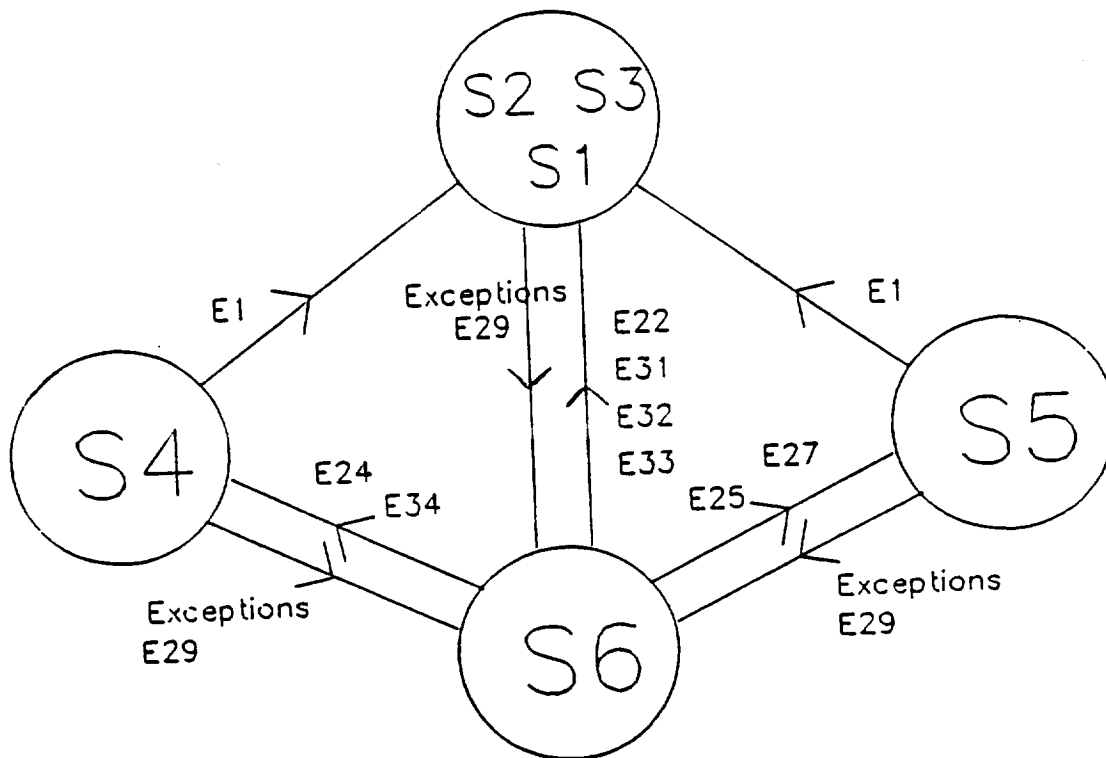 S2 S3
S1
E1
Exceptions
E29
E22
E31
E32
E33
E1
S4
S5
E24
E34
E27
E25
Exceptions
E29
Exceptions
E29
S6